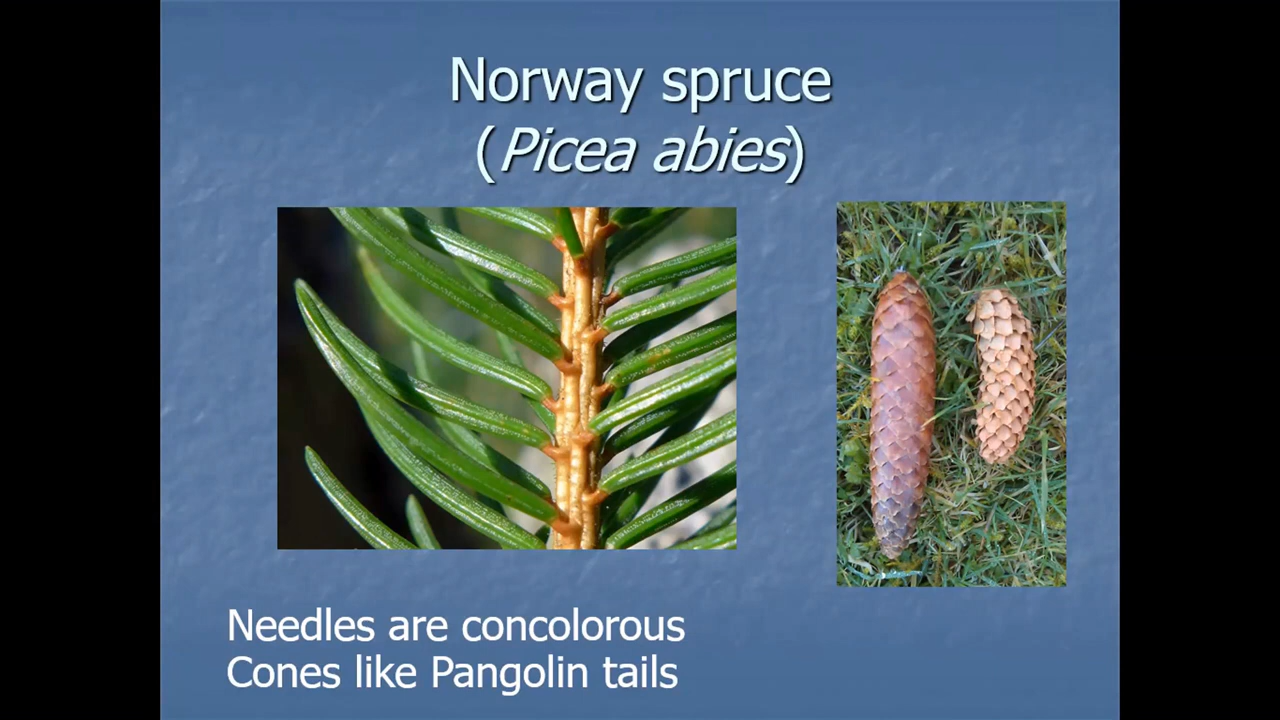 Norway spruce
(Picea abies)
Needles are concolorous
Cones like Pangolin tails